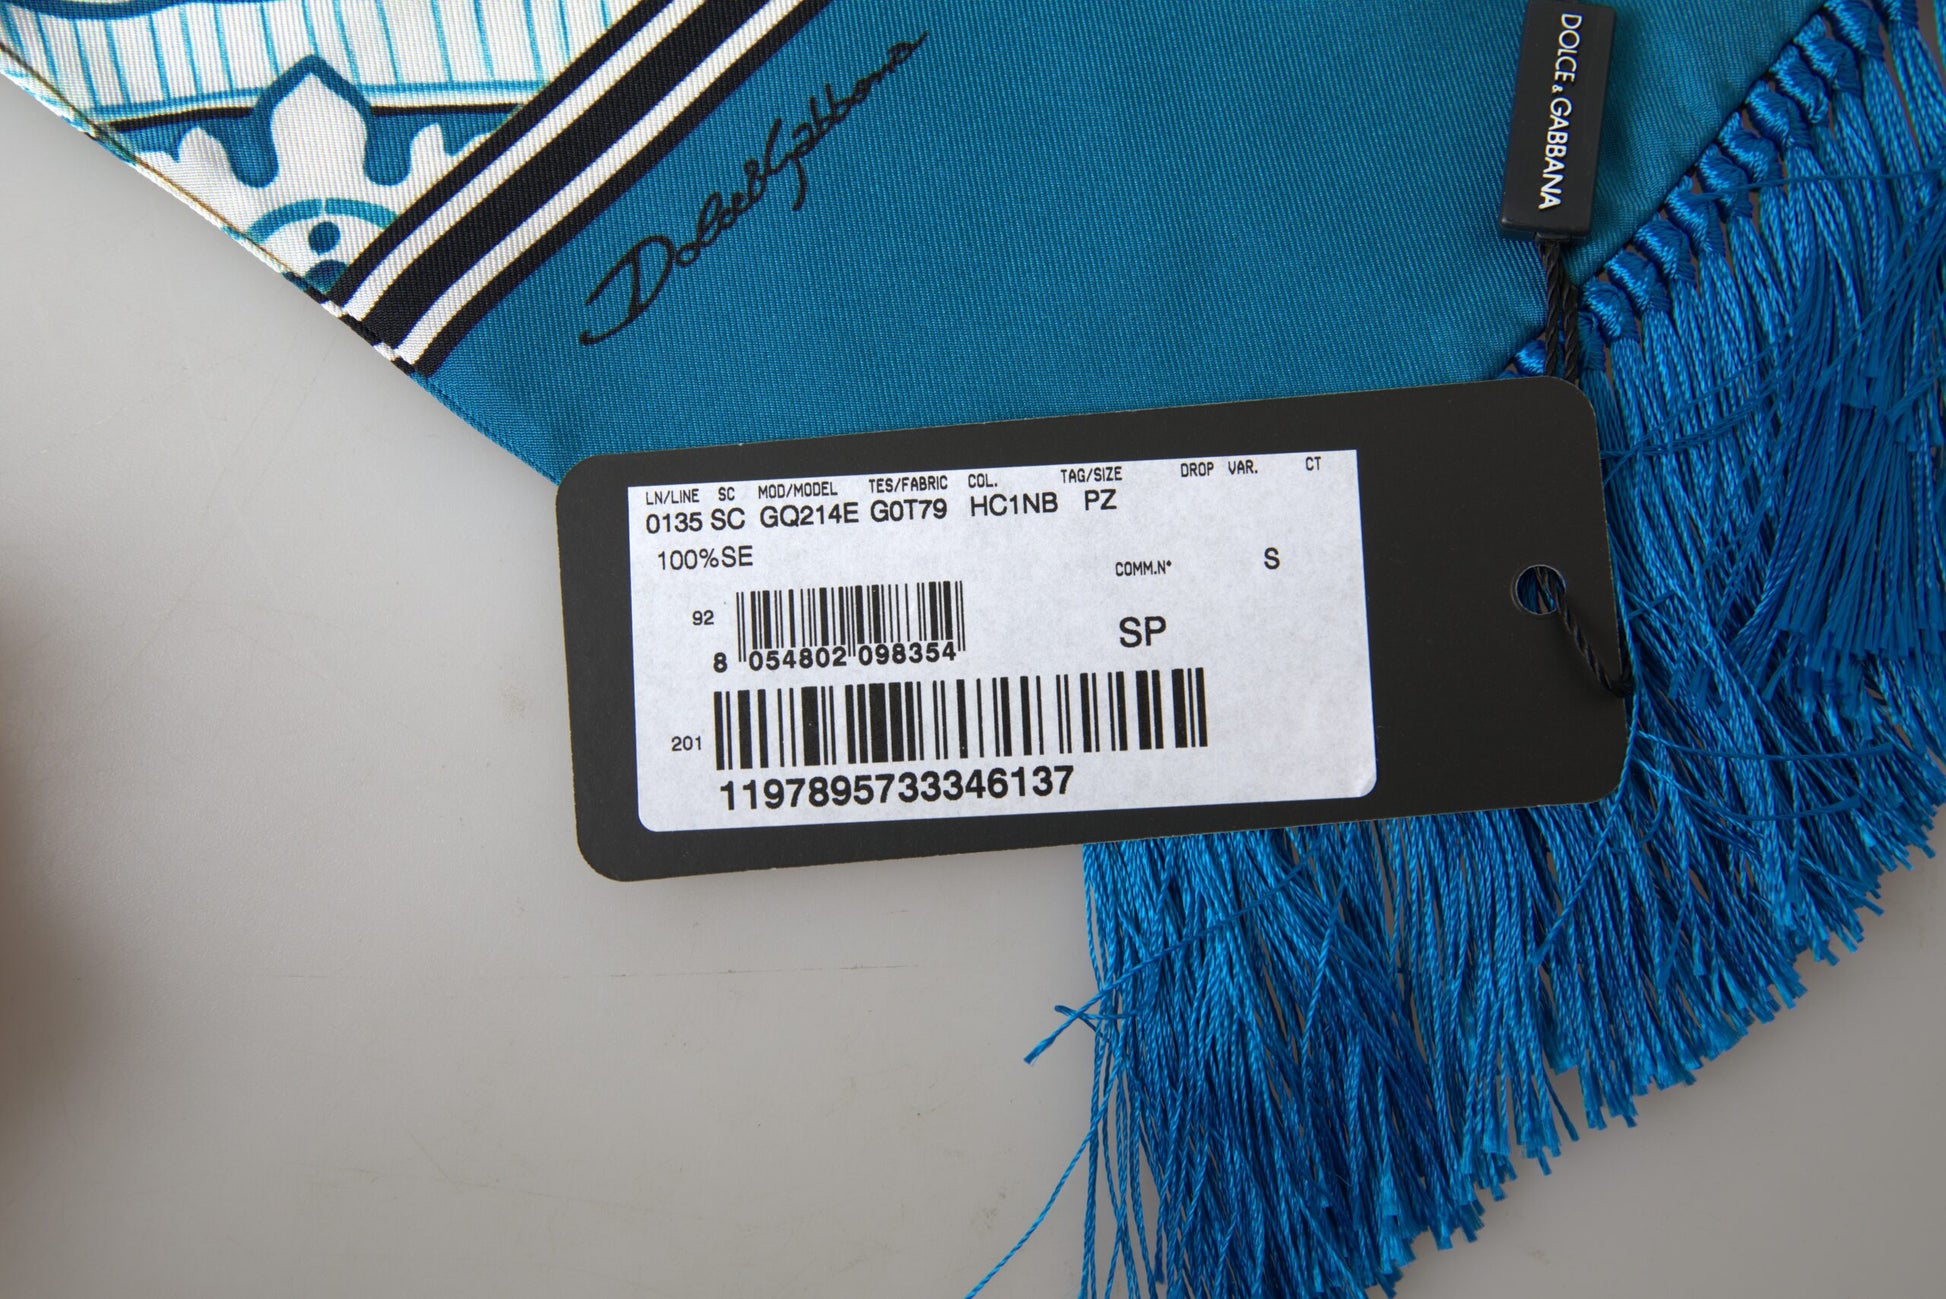 Dolce&Gabbana
DOLCE & GABBANA
LN/LINE SC MOD/MODEL TES/FABRIC COL. TAG/SIZE DROP VAR. CT
0135 SC GQ214E G0T79 HC1NB PZ
100%SE
COMM.N° S
92
SP
8 054802 098354
201
1197895733346137